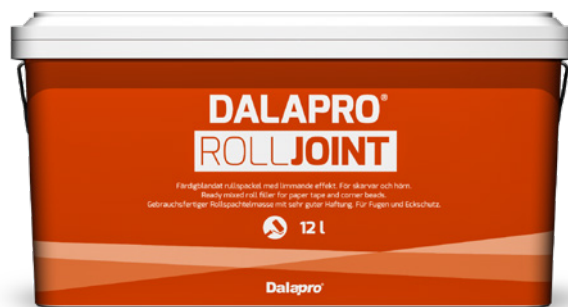 DALAPRO®
ROLLJOINT
Färdigblandat rullspackel med limmande effekt. För skarvar och hörn.
Ready mixed roll filler for paper tape and corner beads.
Gebrauchsfertiger Rollspachtelmasse mit sehr guter Haftung. Für Fugen und Eckschutz.
12 l
Dalapro®